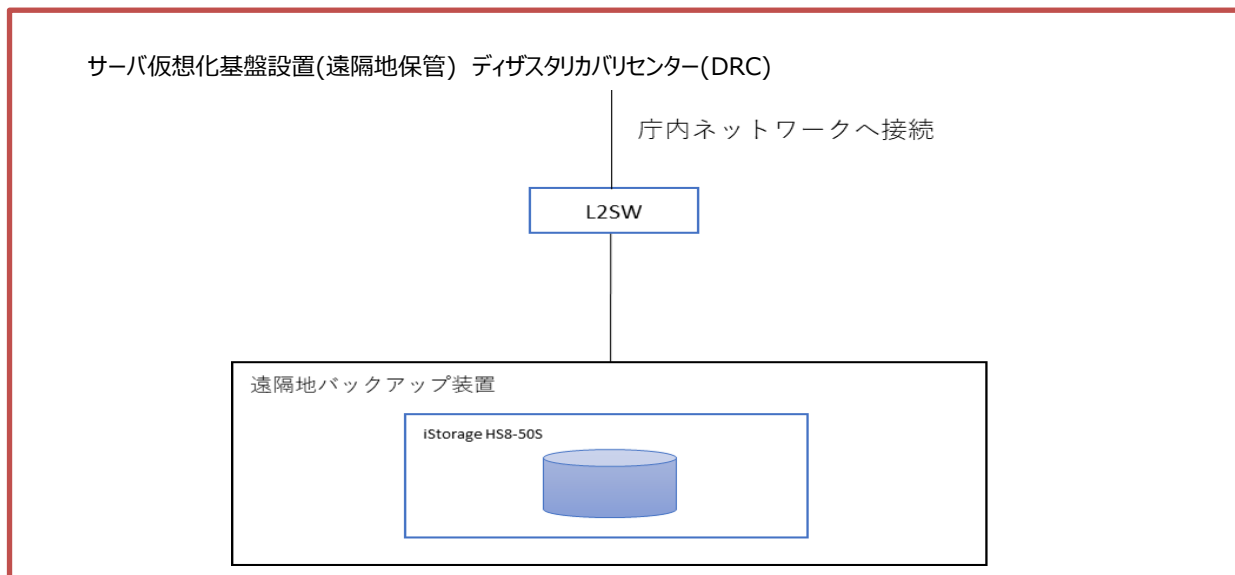 サーバ仮想化基盤設置(遠隔地保管) ディザスタリカバリセンター(DRC)
庁内ネットワークへ接続
L2SW
遠隔地バックアップ装置
iStorage HS8-50S